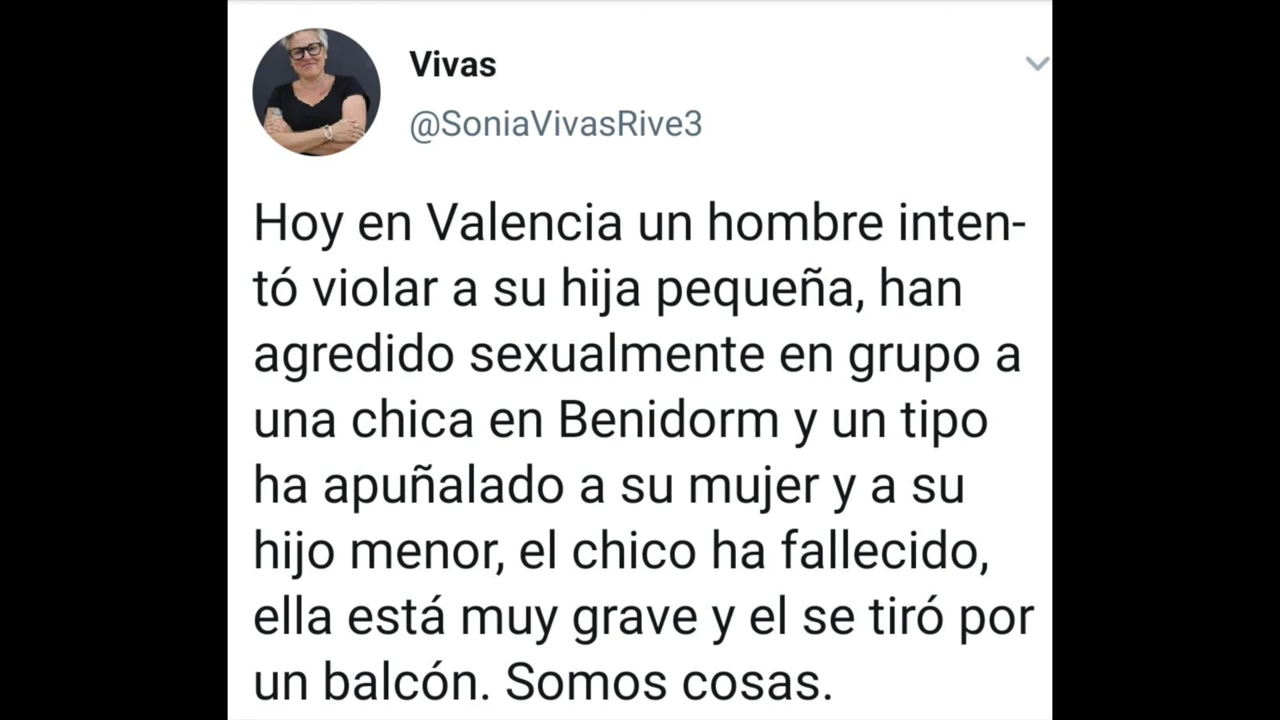 Vivas
@SoniaVivasRive3
Hoy en Valencia un hombre inten-
tó violar a su hija pequeña, han
agredido sexualmente en grupo a
una chica en Benidorm y un tipo
ha apuñalado a su mujer y a su
hijo menor, el chico ha fallecido,
ella está muy grave y el se tiró por
un balcón. Somos cosas.